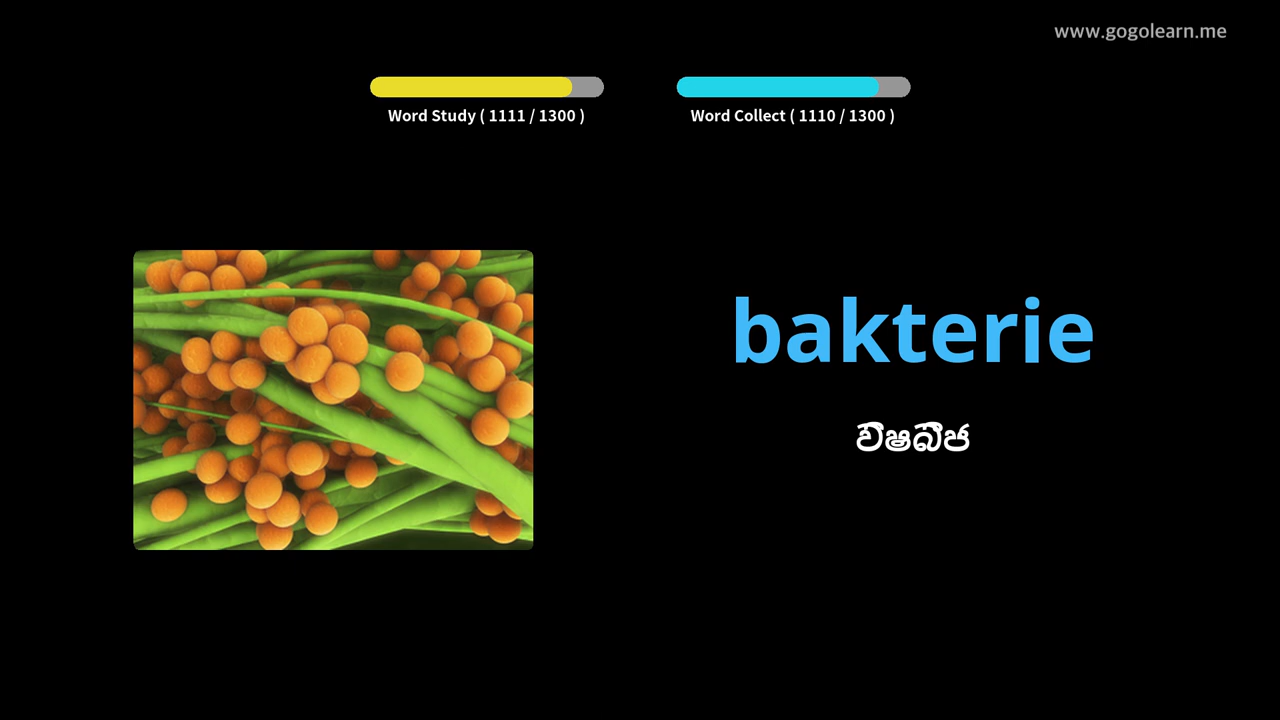 www.gogolearn.me
Word Study ( 1111 / 1300 )
Word Collect ( 1110 / 1300 )
bakterie
විෂබීජ